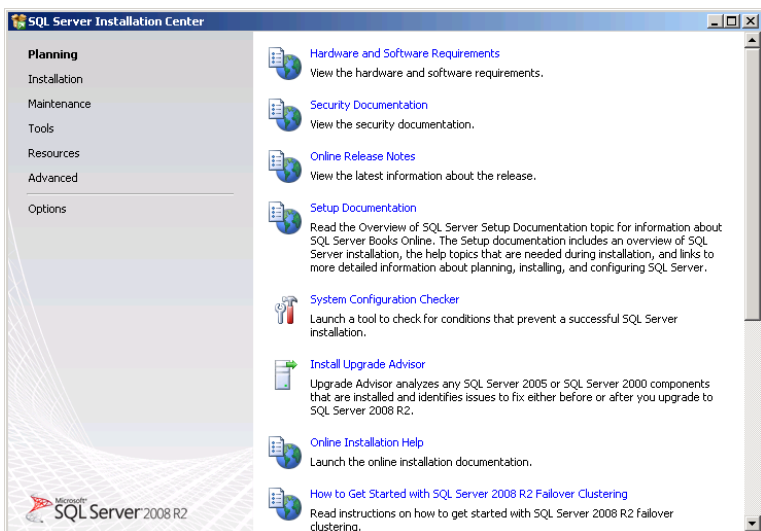 SQL Server Installation Center
Planning
Installation
Maintenance
Tools
Resources
Advanced
Options
Hardware and Software Requirements
View the hardware and software requirements.
Security Documentation
View the security documentation.
Online Release Notes
View the latest information about the release.
Setup Documentation
Read the Overview of SQL Server Setup Documentation topic for information about
SQL Server Books Online. The Setup documentation includes an overview of SQL
Server installation, the help topics that are needed during installation, and links to
more detailed information about planning, installing, and configuring SQL Server.
System Configuration Checker
Launch a tool to check for conditions that prevent a successful SQL Server
installation.
Install Upgrade Advisor
Upgrade Advisor analyzes any SQL Server 2005 or SQL Server 2000 components
that are installed and identifies issues to fix either before or after you upgrade to
SQL Server 2008 R2.
Online Installation Help
Launch the online installation documentation.
How to Get Started with SQL Server 2008 R2 Failover Clustering
Read instructions on how to get started with SQL Server 2008 R2 failover
clustering.
Microsoft
SQL Server 2008 R2